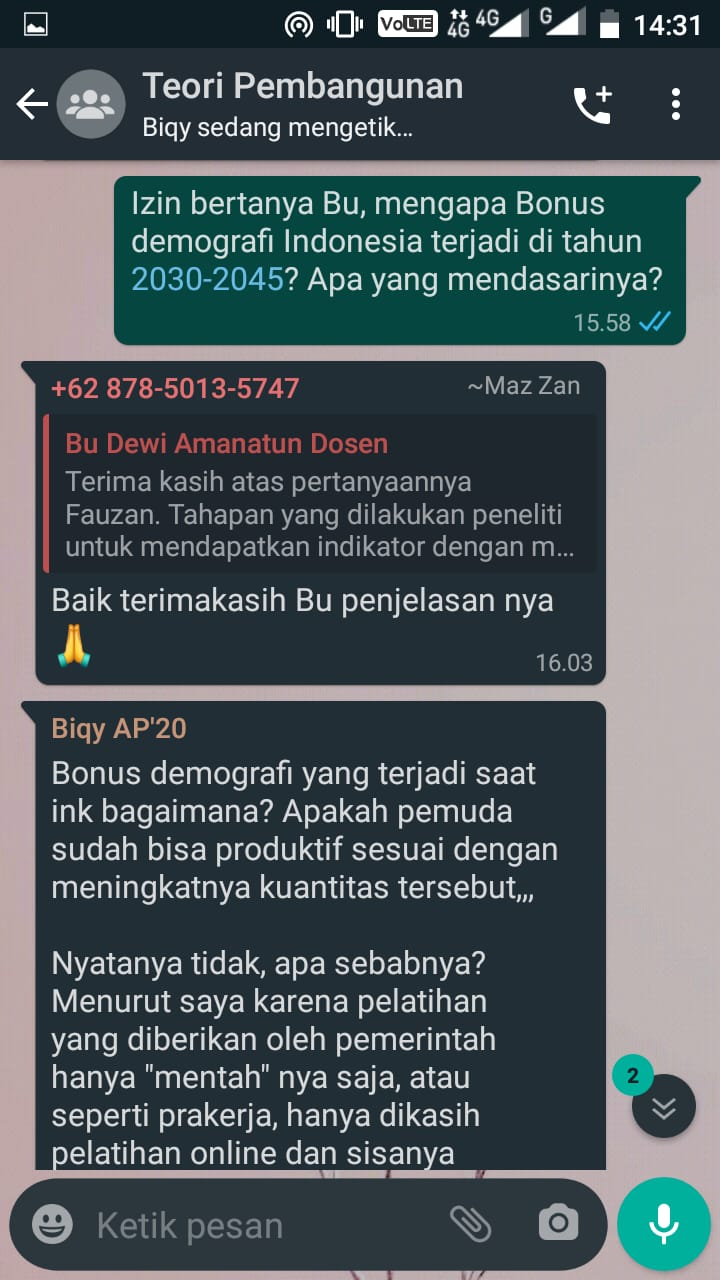 VoLTE 4G 4G G 14:31
Teori Pembangunan
Biqy sedang mengetik...
Izin bertanya Bu, mengapa Bonus
demografi Indonesia terjadi di tahun
2030-2045? Apa yang mendasarinya?
15.58
+62 878-5013-5747 ~Maz Zan
Bu Dewi Amanatun Dosen
Terima kasih atas pertanyaannya
Fauzan. Tahapan yang dilakukan peneliti
untuk mendapatkan indikator dengan m...
Baik terimakasih Bu penjelasan nya
🙏
16.03
Biqy AP'20
Bonus demografi yang terjadi saat
ink bagaimana? Apakah pemuda
sudah bisa produktif sesuai dengan
meningkatnya kuantitas tersebut,,,
Nyatanya tidak, apa sebabnya?
Menurut saya karena pelatihan
yang diberikan oleh pemerintah
hanya "mentah" nya saja, atau
seperti prakerja, hanya dikasih
pelatihan online dan sisanya
2
Ketik pesan